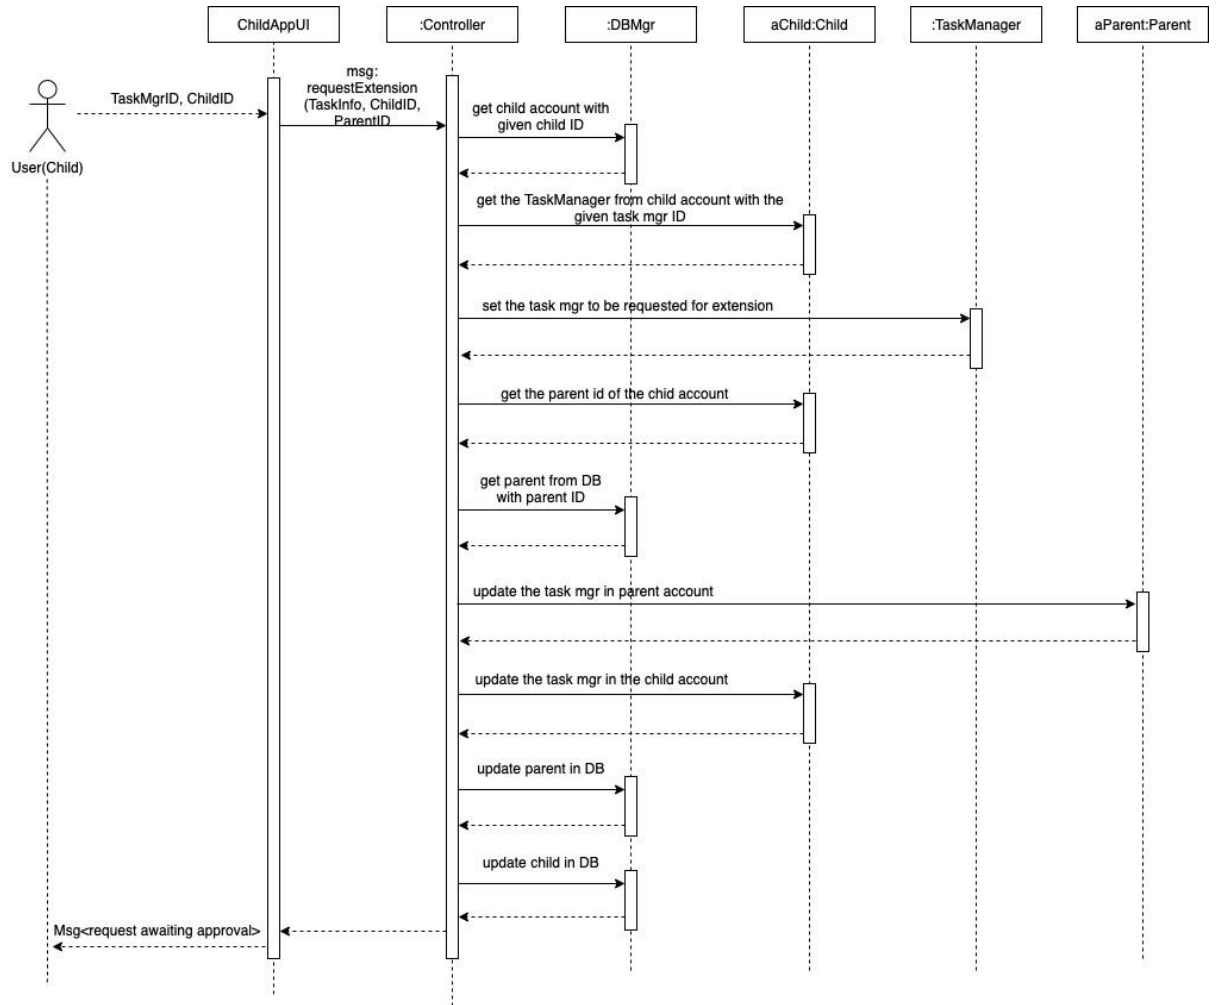 ChildAppUI
:Controller
:DBMgr
aChild:Child
:TaskManager
aParent:Parent
User(Child)
TaskMgrID, ChildID
msg:
requestExtension
(TaskInfo, ChildID,
ParentID
get child account with
given child ID
get the TaskManager from child account with the
given task mgr ID
set the task mgr to be requested for extension
get the parent id of the chid account
get parent from DB
with parent ID
update the task mgr in parent account
update the task mgr in the child account
update parent in DB
update child in DB
Msg<request awaiting approval>